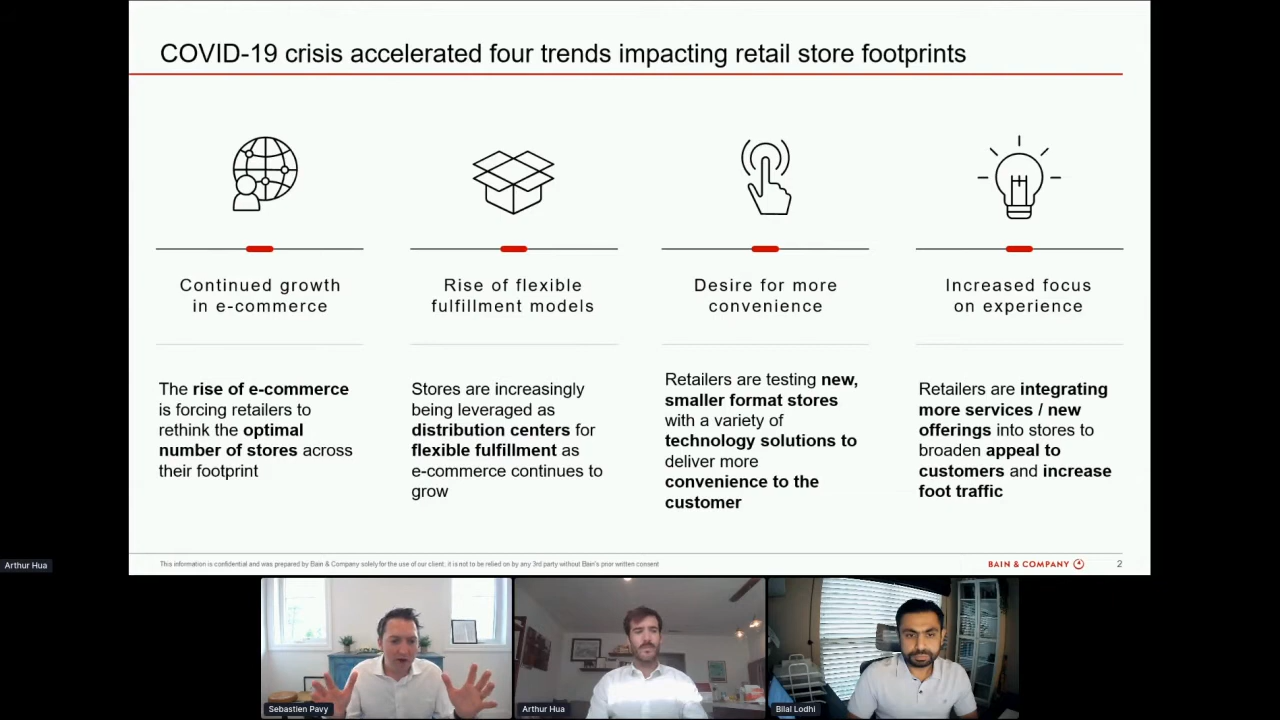 COVID-19 crisis accelerated four trends impacting retail store footprints
Continued growth
in e-commerce
The rise of e-commerce
is forcing retailers to
rethink the optimal
number of stores across
their footprint
Rise of flexible
fulfillment models
Stores are increasingly
being leveraged as
distribution centers for
flexible fulfillment as
e-commerce continues to
grow
Desire for more
convenience
Retailers are testing new,
smaller format stores
with a variety of
technology solutions to
deliver more
convenience to the
customer
Increased focus
on experience
Retailers are integrating
more services / new
offerings into stores to
broaden appeal to
customers and increase
foot traffic
This information is confidential and was prepared by Bain & Company solely for the use of our client; it is not to be relied on by any 3rd party without Bain's prior written consent
BAIN & COMPANY
2
Arthur Hua
Sebastien Pavy
Arthur Hua
Bilal Lodhi